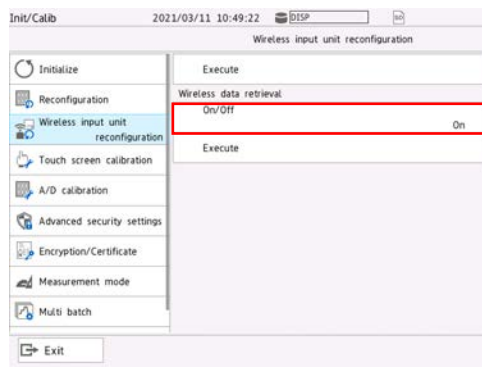 Init/Calib 2021/03/11 10:49:22 DISP SD
Wireless input unit reconfiguration
Initialize
Reconfiguration
Wireless input unit
reconfiguration
Touch screen calibration
A/D calibration
Advanced security settings
Encryption/Certificate
Measurement mode
Multi batch
Execute
Wireless data retrieval
On/Off
On
Execute
Exit